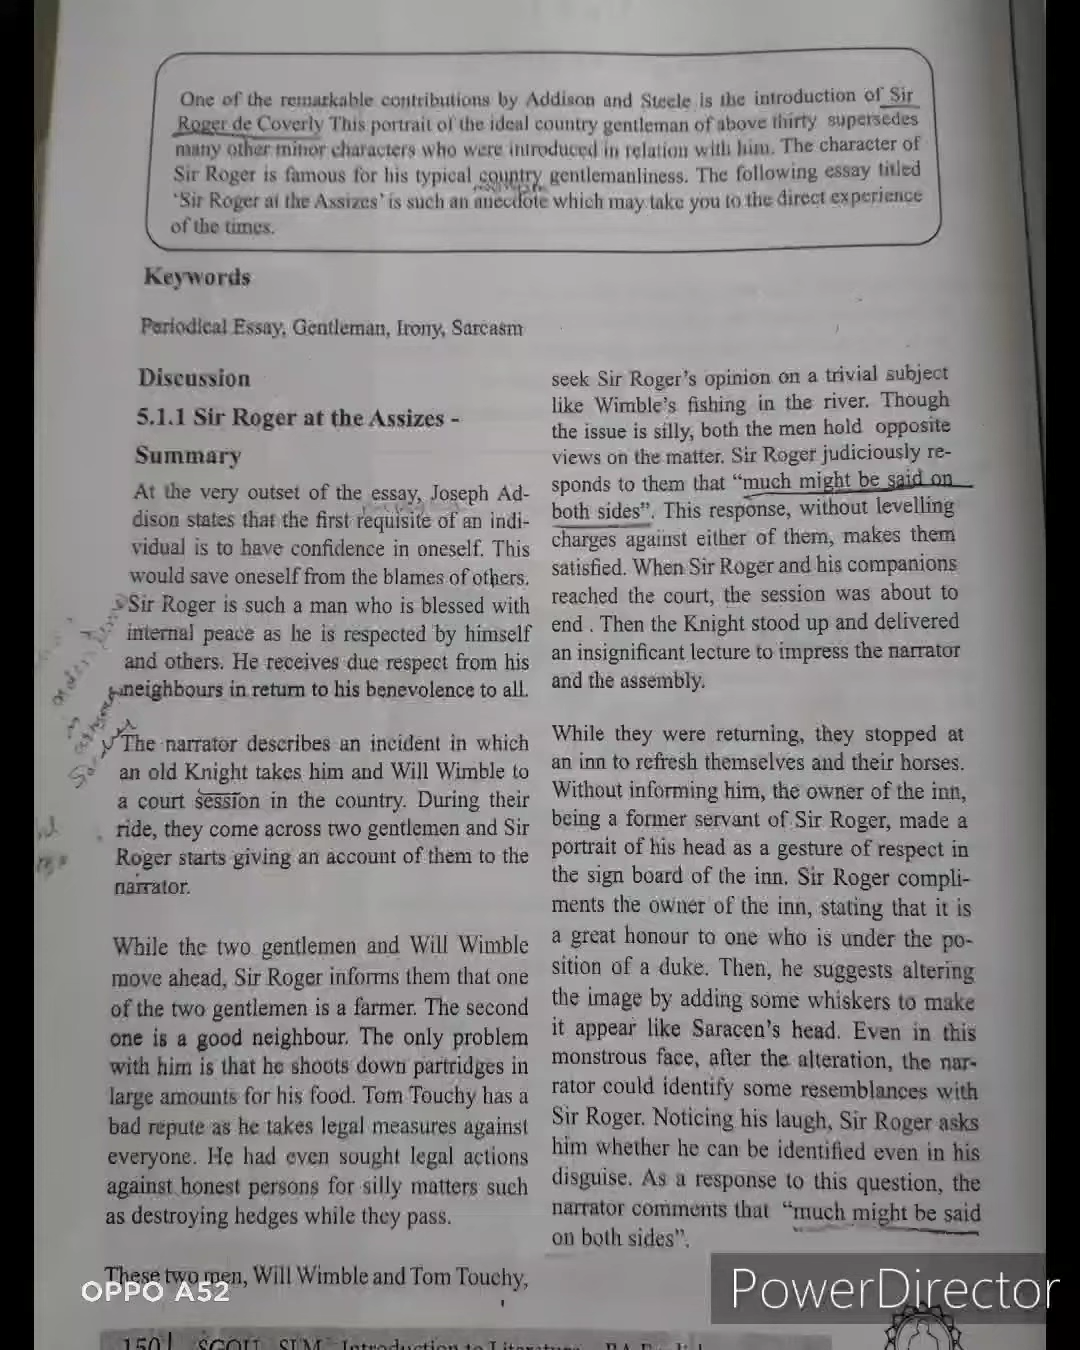 One of the remarkable contributions by Addison and Steele is the introduction of Sir
Roger de Coverly This portrait of the ideal country gentleman of above thirty supersedes
many other minor characters who were introduced in relation with him. The character of
Sir Roger is famous for his typical country gentlemanliness. The following essay titled
'Sir Roger at the Assizes' is such an anecdote which may take you to the direct experience
of the times.
Keywords
Periodical Essay, Gentleman, Irony, Sarcasm
Discussion
5.1.1 Sir Roger at the Assizes -
Summary
At the very outset of the essay, Joseph Ad-
dison states that the first requisite of an indi-
vidual is to have confidence in oneself. This
would save oneself from the blames of others.
Sir Roger is such a man who is blessed with
internal peace as he is respected by himself
and others. He receives due respect from his
neighbours in return to his benevolence to all.
The narrator describes an incident in which
an old Knight takes him and Will Wimble to
a court session in the country. During their
ride, they come across two gentlemen and Sir
Roger starts giving an account of them to the
narrator.
While the two gentlemen and Will Wimble
move ahead, Sir Roger informs them that one
of the two gentlemen is a farmer. The second
one is a good neighbour. The only problem
with him is that he shoots down partridges in
large amounts for his food. Tom Touchy has a
bad repute as he takes legal measures against
everyone. He had even sought legal actions
against honest persons for silly matters such
as destroying hedges while they pass.
These two men, Will Wimble and Tom Touchy,
seek Sir Roger's opinion on a trivial subject
like Wimble's fishing in the river. Though
the issue is silly, both the men hold opposite
views on the matter. Sir Roger judiciously re-
sponds to them that "much might be said on
both sides". This response, without levelling
charges against either of them, makes them
satisfied. When Sir Roger and his companions
reached the court, the session was about to
end . Then the Knight stood up and delivered
an insignificant lecture to impress the narrator
and the assembly.
While they were returning, they stopped at
an inn to refresh themselves and their horses.
Without informing him, the owner of the inn,
being a former servant of Sir Roger, made a
portrait of his head as a gesture of respect in
the sign board of the inn. Sir Roger compli-
ments the owner of the inn, stating that it is
a great honour to one who is under the po-
sition of a duke. Then, he suggests altering
the image by adding some whiskers to make
it appear like Saracen's head. Even in this
monstrous face, after the alteration, the nar-
rator could identify some resemblances with
Sir Roger. Noticing his laugh, Sir Roger asks
him whether he can be identified even in his
disguise. As a response to this question, the
narrator comments that "much might be said
on both sides".
OPPO A52
PowerDirector
150 SGOU SLM Introduction to